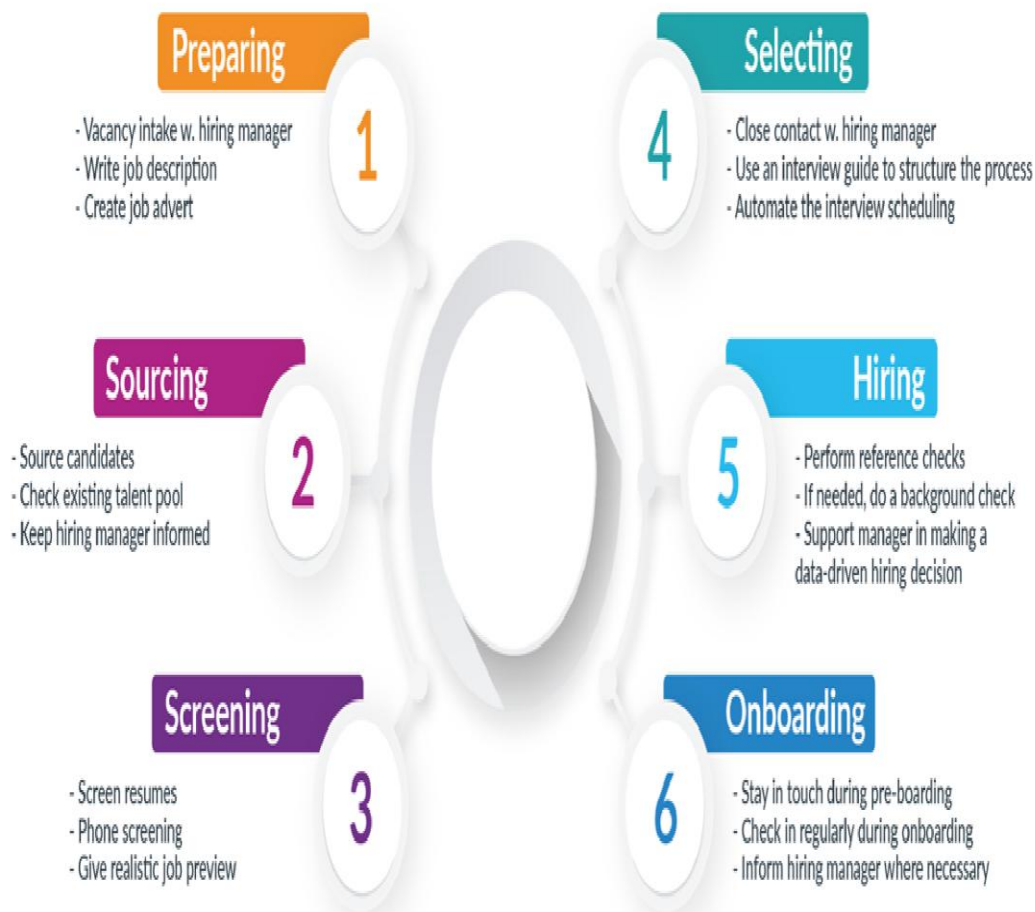 Preparing
1
- Vacancy intake w. hiring manager
- Write job description
- Create job advert
Sourcing
2
- Source candidates
- Check existing talent pool
- Keep hiring manager informed
Screening
3
- Screen resumes
- Phone screening
- Give realistic job preview
Selecting
4
- Close contact w. hiring manager
- Use an interview guide to structure the process
- Automate the interview scheduling
Hiring
5
- Perform reference checks
- If needed, do a background check
- Support manager in making a
data-driven hiring decision
Onboarding
6
- Stay in touch during pre-boarding
- Check in regularly during onboarding
- Inform hiring manager where necessary